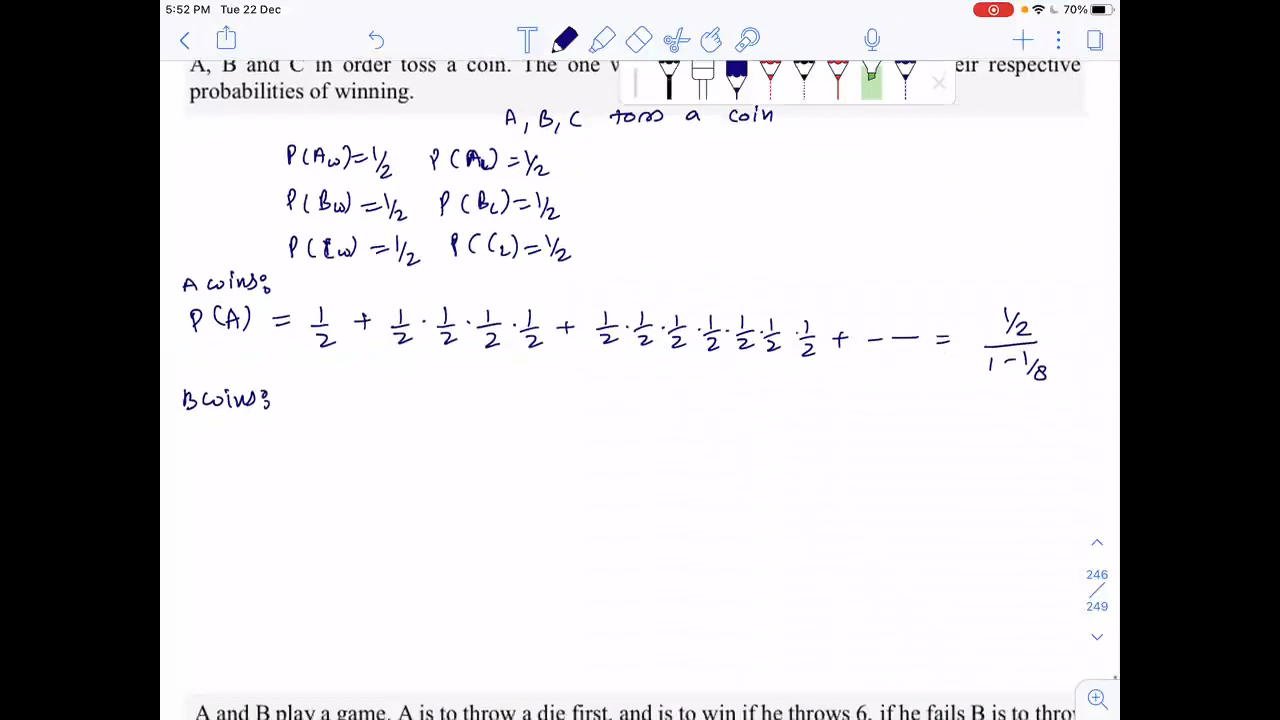 5:52 PM Tue 22 Dec 70%
A, B and C in order toss a coin. The one eir respective
probabilities of winning.
A, B, C toss a coin
P(Aω)=1/2 P(AL)=1/2
P(Bω)=1/2 P(BL)=1/2
P(Cω)=1/2 P(CL)=1/2
A wins:
P(A) = 1/2 + 1/2 · 1/2 · 1/2 · 1/2 + 1/2 · 1/2 · 1/2 · 1/2 · 1/2 · 1/2 · 1/2 + - — = 1/2 / 1-1/8
B wins:
246
249
A and B play a game. A is to throw a die first, and is to win if he throws 6, if he fails B is to throw